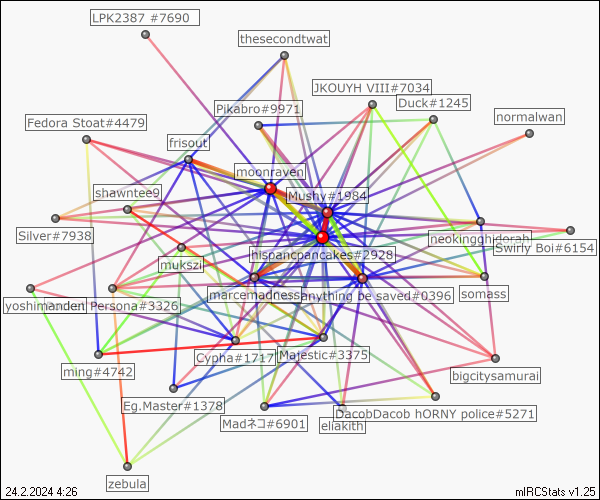 LPK2387 #7690
thesecondtwat
JKOUYH VIII#7034
Pikabro#9971
Duck#1245
normalwan
Fedora Stoat#4479
frisout
moonraven
shawntee9
Mushy#1984
Silver#7938
neokingghidorah
Swirly Boi#6154
hispancpancakes#2928
mukszi
marcemadness
anything be saved#0396
somass
yoshimanden
Persona#3326
Cypha#1717
Majestic#3375
ming#4742
bigcitysamurai
Eg.Master#1378
DacobDacob hORNY police#5271
Madネコ#6901
eliakith
zebula
24.2.2024 4:26
mIRCStats v1.25